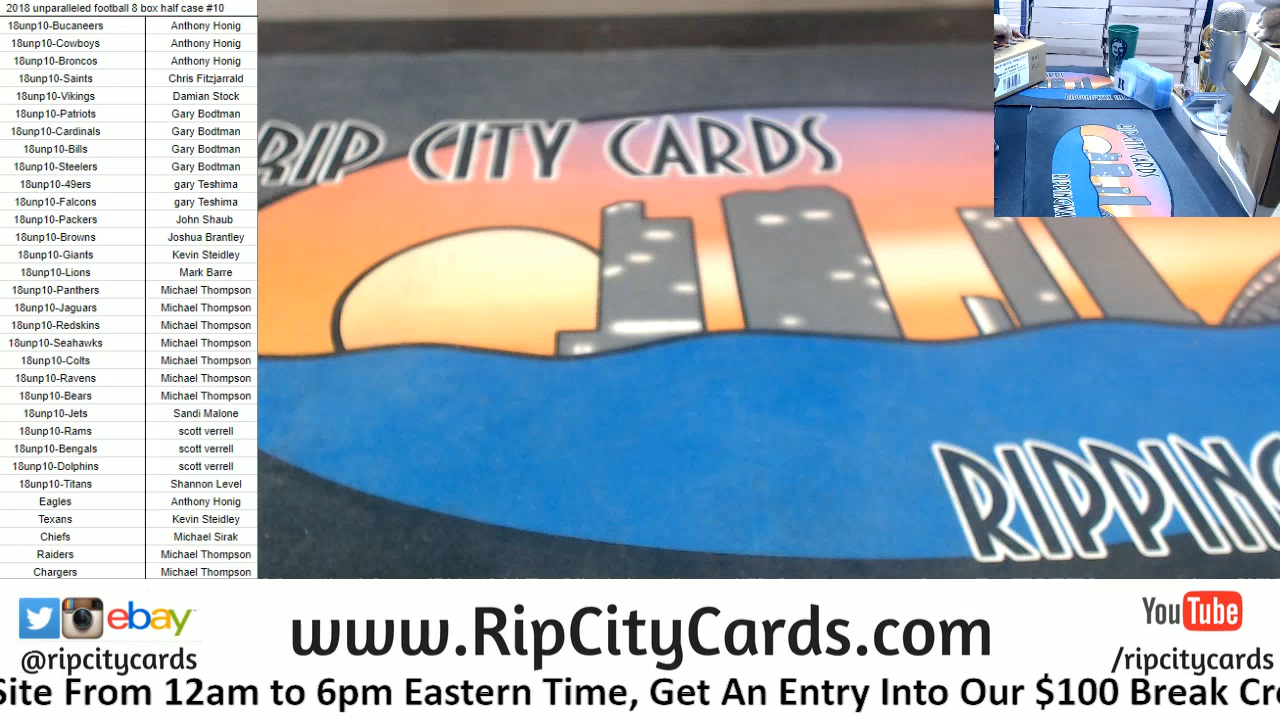 2018 unparalleled football 8 box half case #10
18unp10-Bucaneers Anthony Honig
18unp10-Cowboys Anthony Honig
18unp10-Broncos Anthony Honig
18unp10-Saints Chris Fitzjarrald
18unp10-Vikings Damian Stock
18unp10-Patriots Gary Bodtman
18unp10-Cardinals Gary Bodtman
18unp10-Bills Gary Bodtman
18unp10-Steelers Gary Bodtman
18unp10-49ers gary Teshima
18unp10-Falcons gary Teshima
18unp10-Packers John Shaub
18unp10-Browns Joshua Brantley
18unp10-Giants Kevin Steidley
18unp10-Lions Mark Barre
18unp10-Panthers Michael Thompson
18unp10-Jaguars Michael Thompson
18unp10-Redskins Michael Thompson
18unp10-Seahawks Michael Thompson
18unp10-Colts Michael Thompson
18unp10-Ravens Michael Thompson
18unp10-Bears Michael Thompson
18unp10-Jets Sandi Malone
18unp10-Rams scott verrell
18unp10-Bengals scott verrell
18unp10-Dolphins scott verrell
18unp10-Titans Shannon Level
Eagles Anthony Honig
Texans Kevin Steidley
Chiefs Michael Sirak
Raiders Michael Thompson
Chargers Michael Thompson
RIP CITY CARDS
RIPPING
RIP CITY CARDS
ebay
@ripcitycards
www.RipCityCards.com
YouTube
/ripcitycards
Site From 12am to 6pm Eastern Time, Get An Entry Into Our $100 Break Cre